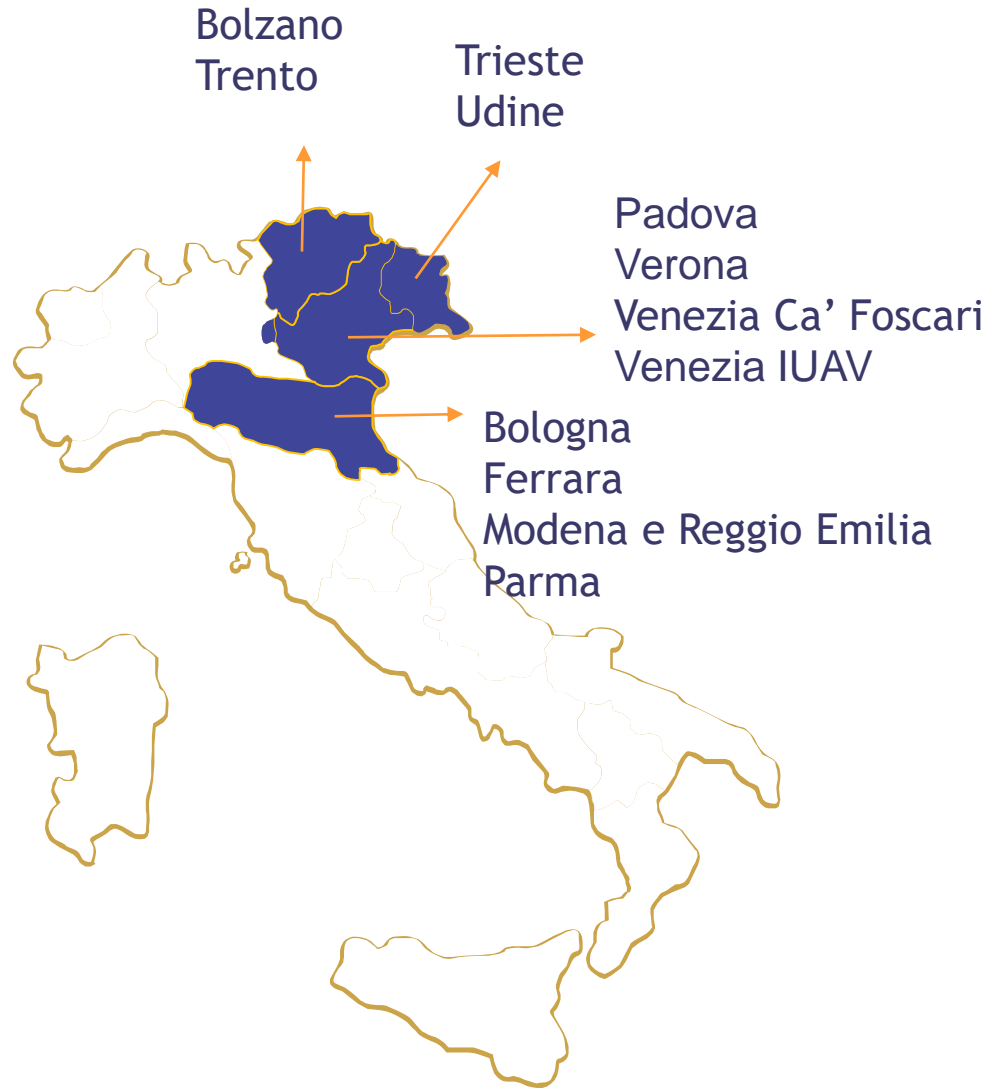 Bolzano
Trento
Trieste
Udine
Padova
Verona
Venezia Ca’ Foscari
Venezia IUAV
Bologna
Ferrara
Modena e Reggio Emilia
Parma